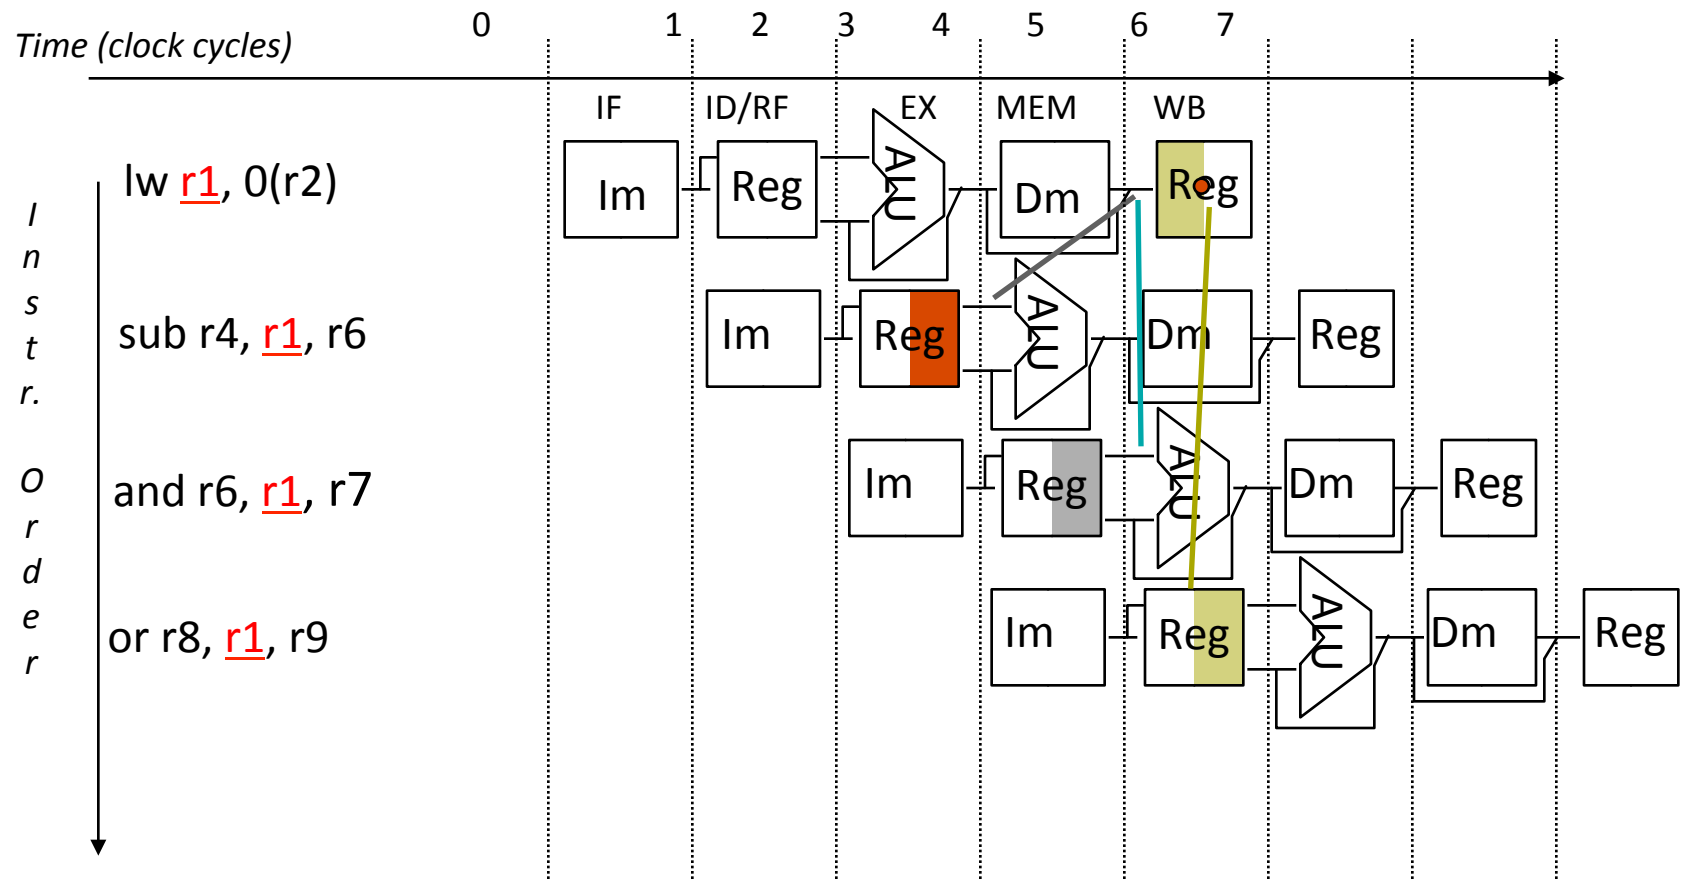 0 1 2 3 4 5 6 7
Time (clock cycles)
IF ID/RF EX MEM WB
lw r1, 0(r2) Im Reg ALU Dm Reg
sub r4, r1, r6 Im Reg ALU Dm Reg
and r6, r1, r7 Im Reg ALU Dm Reg
or r8, r1, r9 Im Reg ALU Dm Reg
I
n
s
t
r.
O
r
d
e
r